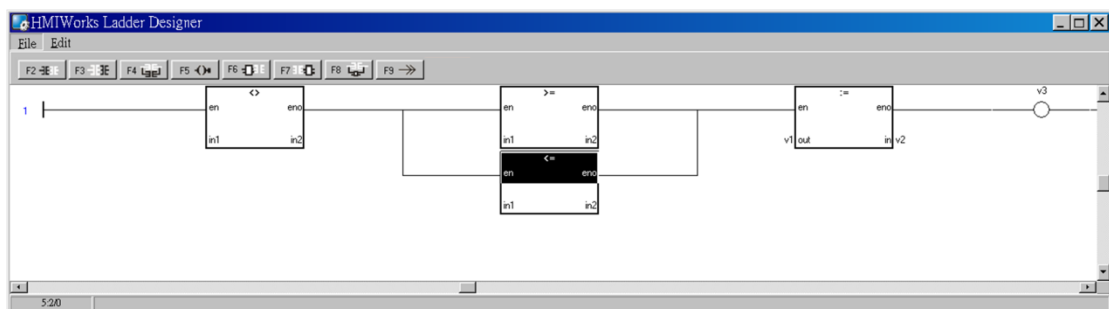 HMIWorks Ladder Designer
File Edit
F2 F3 F4 F5 F6 F7 F8 F9
<> >= := v3
1 en eno en eno en eno
in1 in2 in1 in2 v1 out in v2
<=
en eno
in1 in2
5:2/0